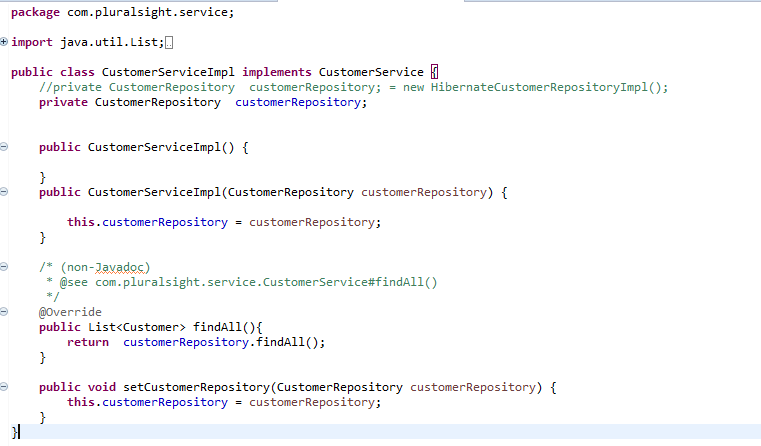 package com.pluralsight.service;
import java.util.List;
public class CustomerServiceImpl implements CustomerService {
//private CustomerRepository  customerRepository; = new HibernateCustomerRepositoryImpl();
private CustomerRepository  customerRepository;
public CustomerServiceImpl() {
}
public CustomerServiceImpl(CustomerRepository customerRepository) {
this.customerRepository = customerRepository;
}
/* (non-Javadoc)
* @see com.pluralsight.service.CustomerService#findAll()
*/
@Override
public List<Customer> findAll(){
return  customerRepository.findAll();
}
public void setCustomerRepository(CustomerRepository customerRepository) {
this.customerRepository = customerRepository;
}
}